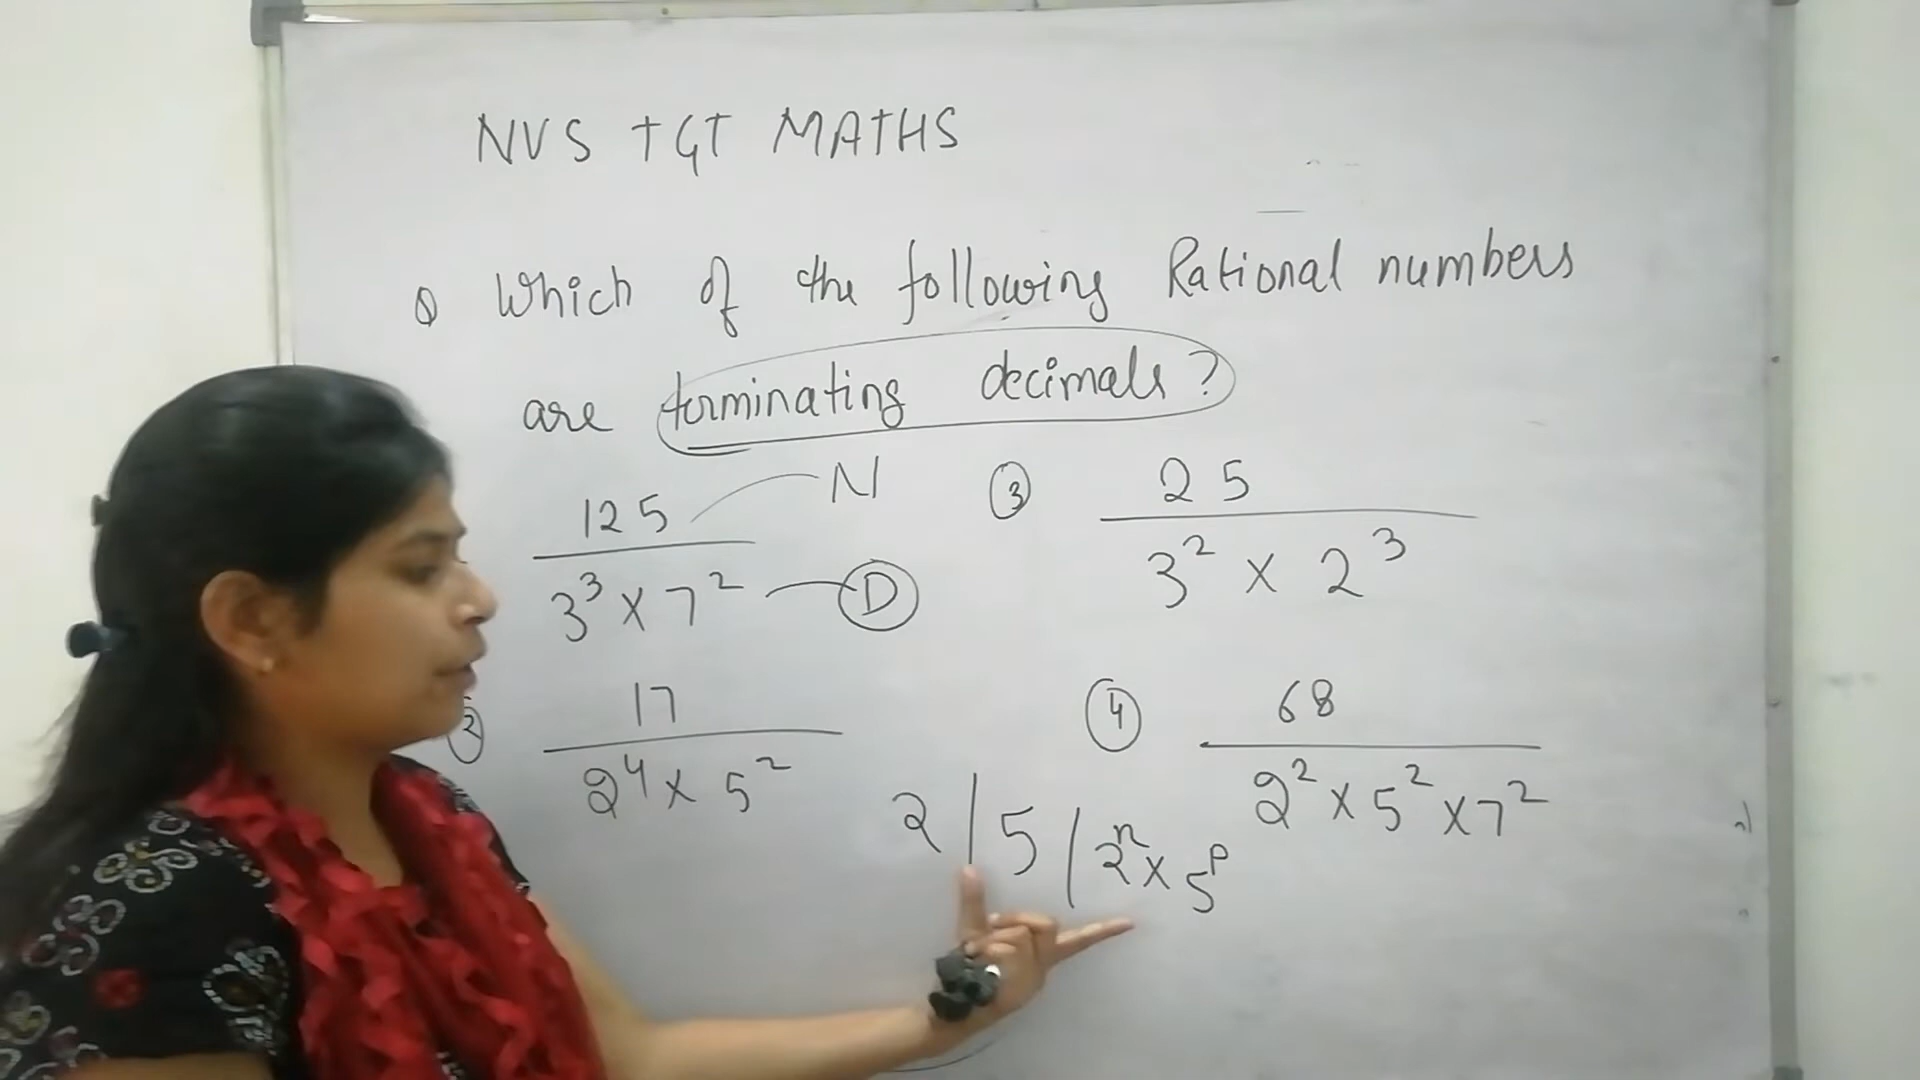 NVS TGT MATHS
Q Which of the following Rational numbers
are terminating decimals?
125 N
3³ x 7² D
③ 25
3² x 2³
② 17
2⁴ x 5²
④ 68
2² x 5² x 7²
2 / 5 / 2ⁿ x 5ᵖ